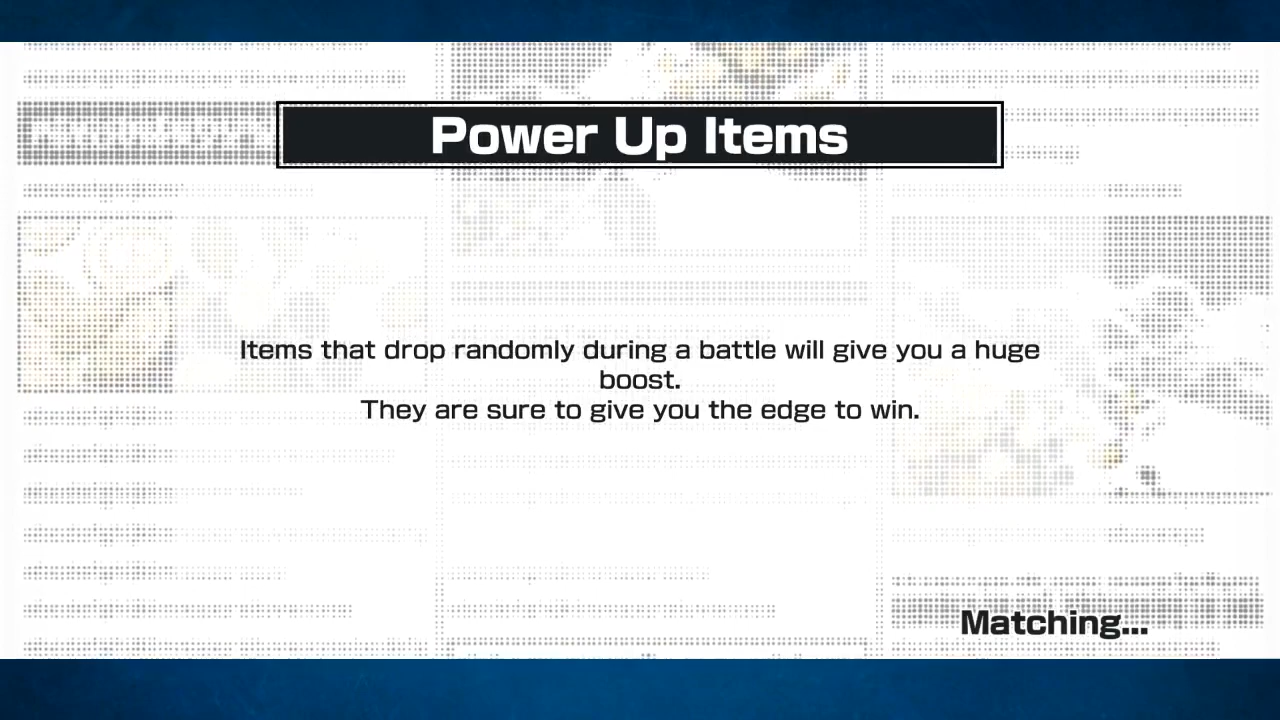 Power Up Items
Items that drop randomly during a battle will give you a huge
boost.
They are sure to give you the edge to win.
Matching...